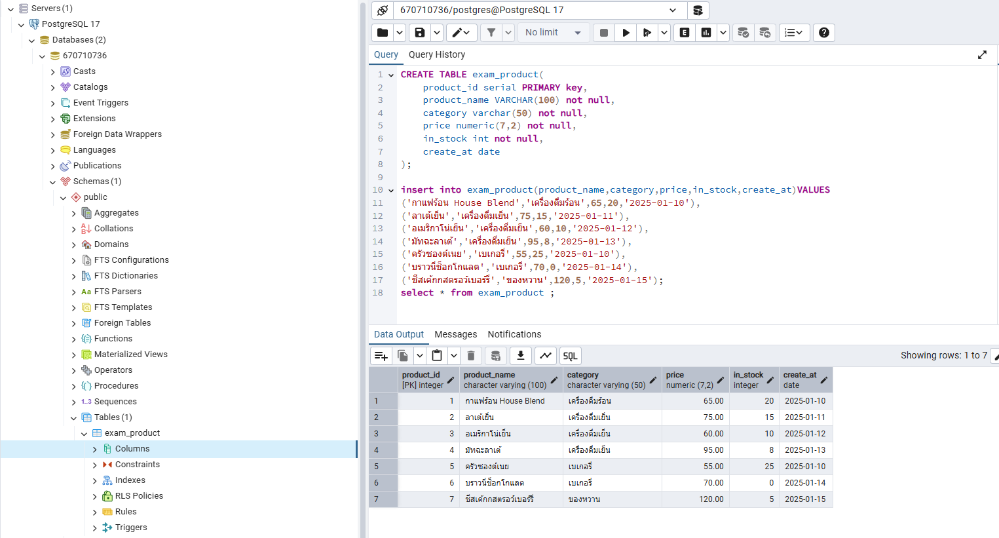 Servers (1)
PostgreSQL 17
Databases (2)
670710736
Casts
Catalogs
Event Triggers
Extensions
Foreign Data Wrappers
Languages
Publications
Schemas (1)
public
Aggregates
Collations
Domains
FTS Configurations
FTS Dictionaries
Aa FTS Parsers
FTS Templates
Foreign Tables
Functions
Materialized Views
Operators
Procedures
1..3 Sequences
Tables (1)
exam_product
Columns
Constraints
Indexes
RLS Policies
Rules
Triggers
670710736/postgres@PostgreSQL 17
No limit
Query Query History
1 CREATE TABLE exam_product(
2 product_id serial PRIMARY key,
3 product_name VARCHAR(100) not null,
4 category varchar(50) not null,
5 price numeric(7,2) not null,
6 in_stock int not null,
7 create_at date
8 );
9
10 insert into exam_product(product_name,category,price,in_stock,create_at)VALUES
11 ('กาแฟร้อน House Blend','เครื่องดื่มร้อน',65,20,'2025-01-10'),
12 ('ลาเต้เย็น','เครื่องดื่มเย็น',75,15,'2025-01-11'),
13 ('อเมริกาโน่เย็น','เครื่องดื่มเย็น',60,10,'2025-01-12'),
14 ('มัทฉะลาเต้','เครื่องดื่มเย็น',95,8,'2025-01-13'),
15 ('ครัวซองต์เนย','เบเกอรี่',55,25,'2025-01-10'),
16 ('บราวนี่ช็อกโกแลต','เบเกอรี่',70,0,'2025-01-14'),
17 ('ชีสเค้กกสตรอว์เบอร์รี่','ของหวาน',120,5,'2025-01-15');
18 select * from exam_product ;
Data Output Messages Notifications
SQL
Showing rows: 1 to 7
product_id product_name category price in_stock create_at
[PK] integer character varying (100) character varying (50) numeric (7,2) integer date
1 1 กาแฟร้อน House Blend เครื่องดื่มร้อน 65.00 20 2025-01-10
2 2 ลาเต้เย็น เครื่องดื่มเย็น 75.00 15 2025-01-11
3 3 อเมริกาโน่เย็น เครื่องดื่มเย็น 60.00 10 2025-01-12
4 4 มัทฉะลาเต้ เครื่องดื่มเย็น 95.00 8 2025-01-13
5 5 ครัวซองต์เนย เบเกอรี่ 55.00 25 2025-01-10
6 6 บราวนี่ช็อกโกแลต เบเกอรี่ 70.00 0 2025-01-14
7 7 ชีสเค้กกสตรอว์เบอร์รี่ ของหวาน 120.00 5 2025-01-15